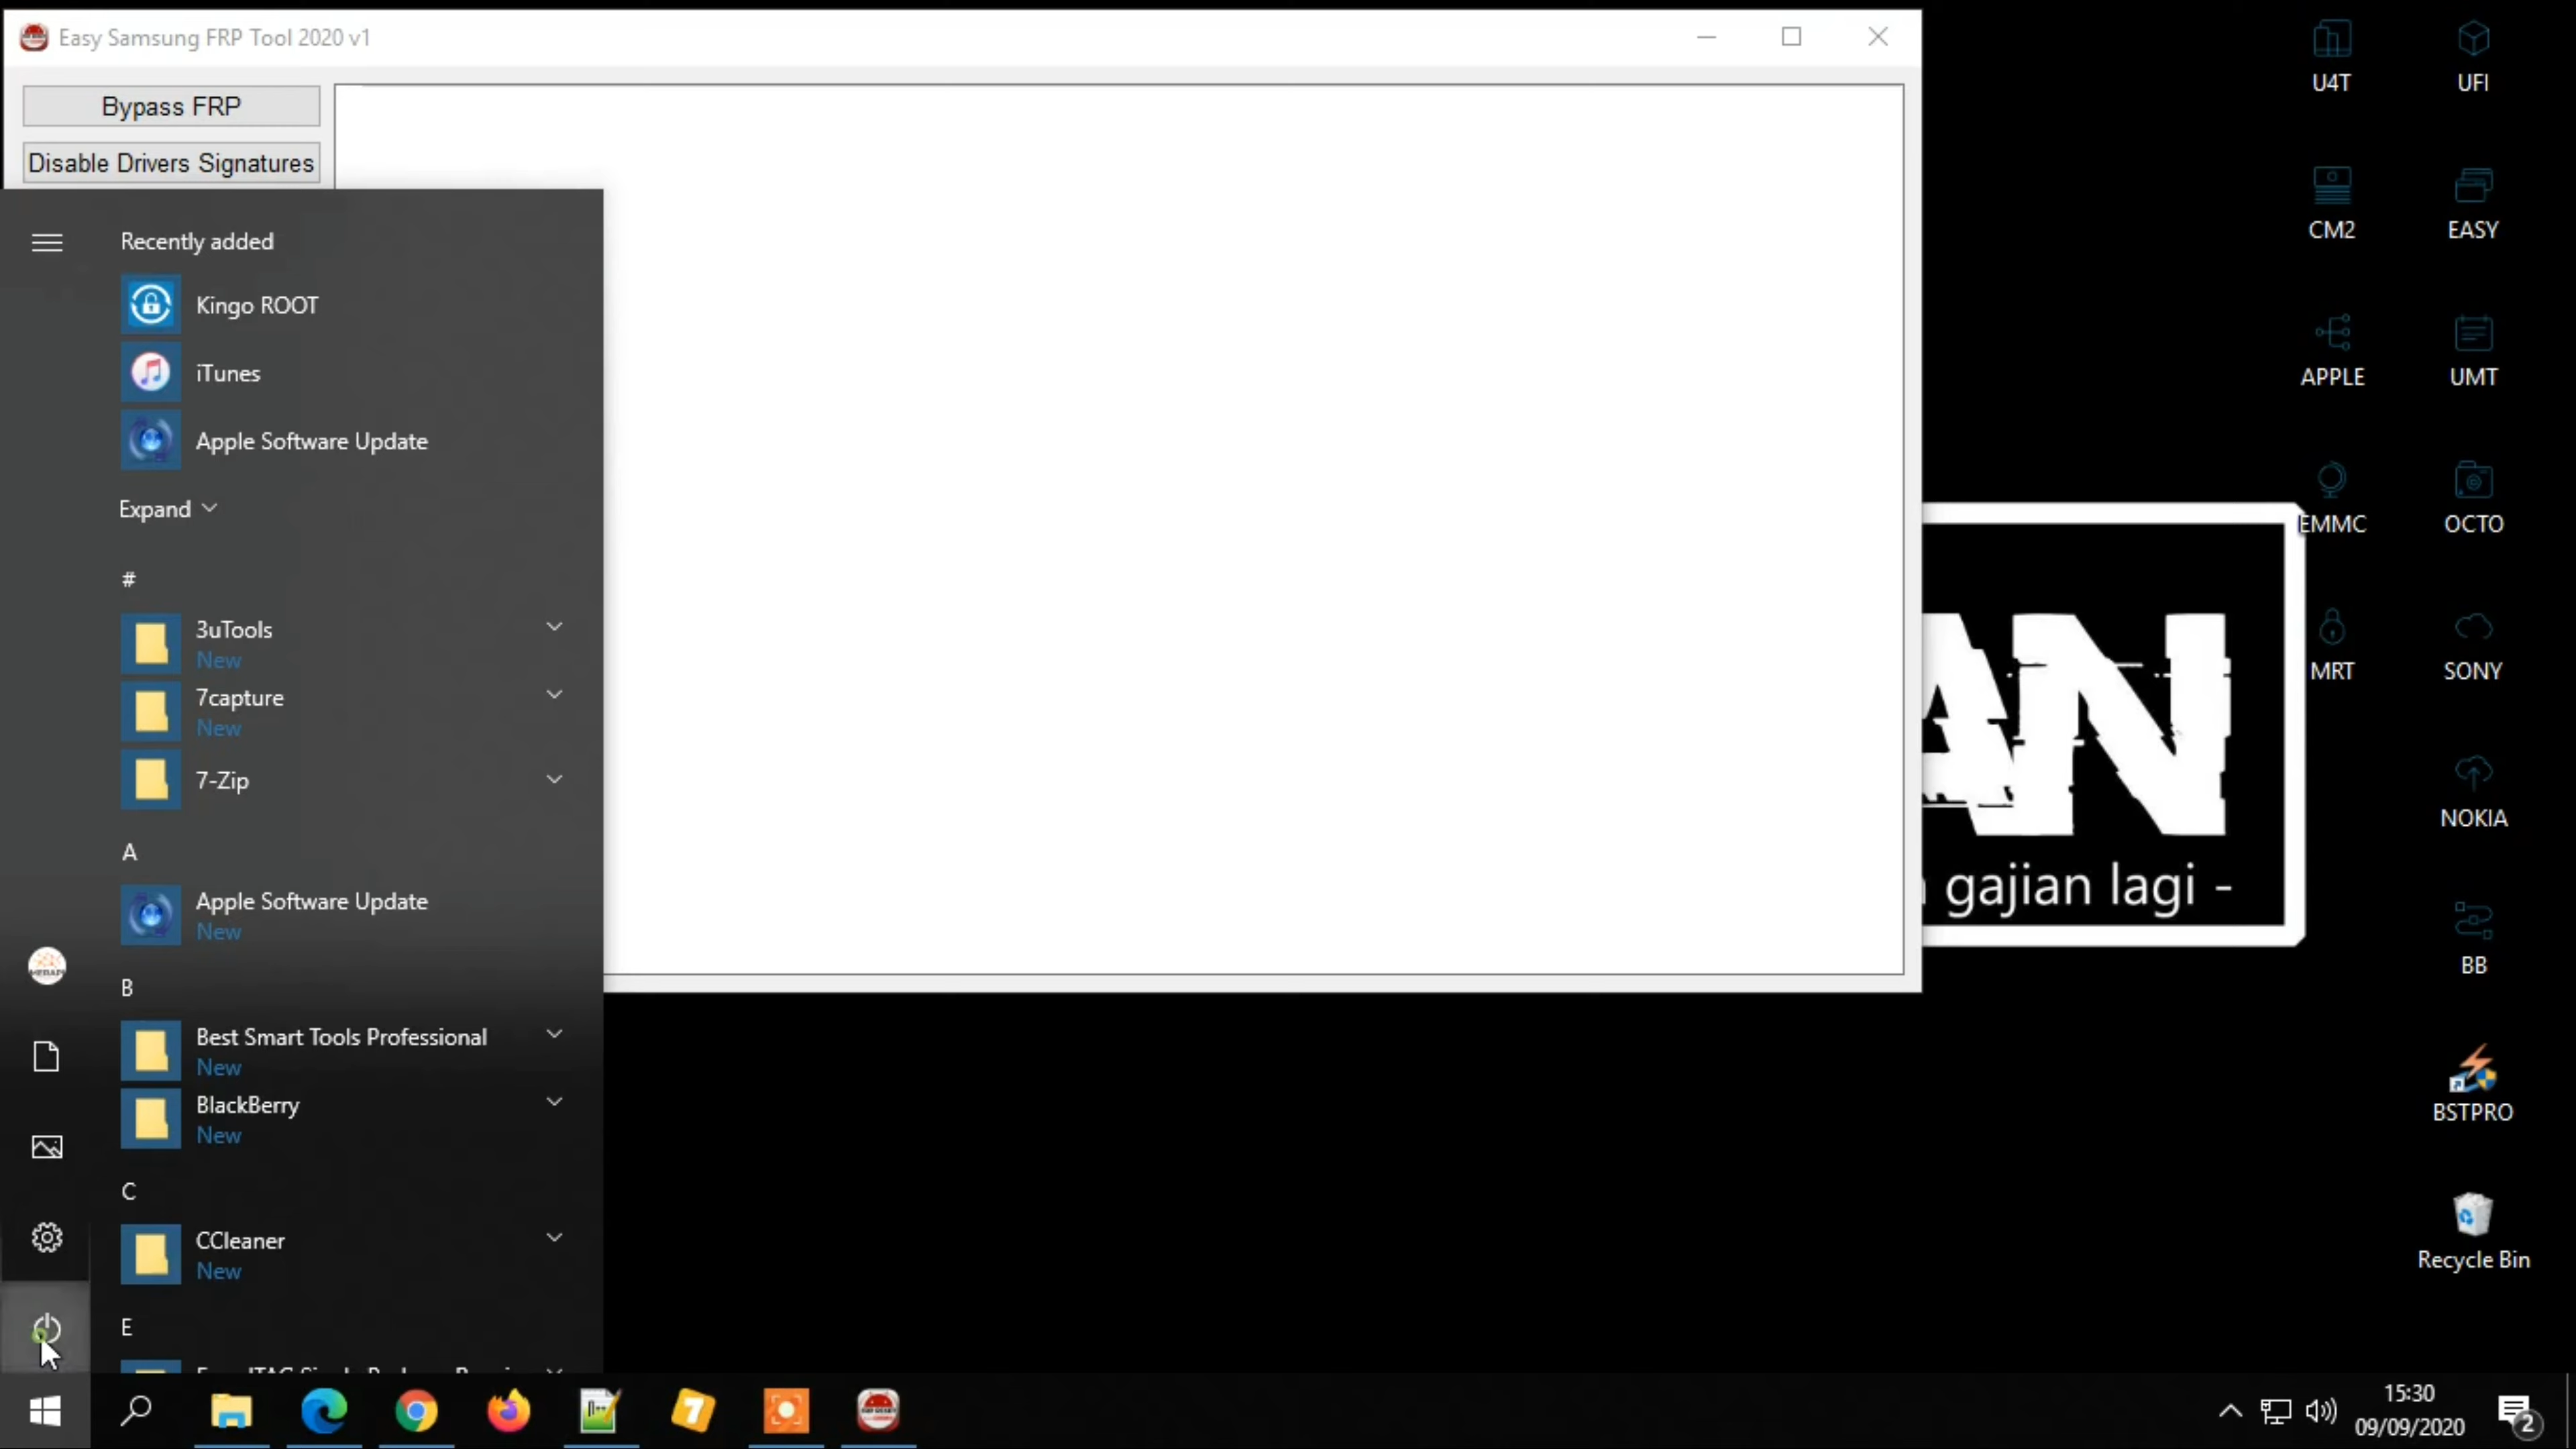 Easy Samsung FRP Tool 2020 v1
Bypass FRP
Disable Drivers Signatures
Recently added
Kingo ROOT
iTunes
Apple Software Update
Expand
#
3uTools
New
7capture
New
7-Zip
A
Apple Software Update
New
B
Best Smart Tools Professional
New
BlackBerry
New
C
CCleaner
New
E
U4T
UFI
CM2
EASY
APPLE
UMT
EMMC
OCTO
MRT
SONY
NOKIA
BB
BSTPRO
Recycle Bin
AN
gajian lagi -
15:30
09/09/2020
2